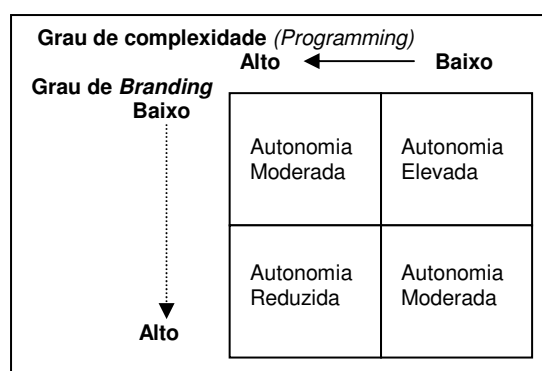 Grau de complexidade (Programming)
Alto Baixo
Grau de Branding
Baixo
Autonomia Moderada
Autonomia Elevada
Autonomia Reduzida
Autonomia Moderada
Alto